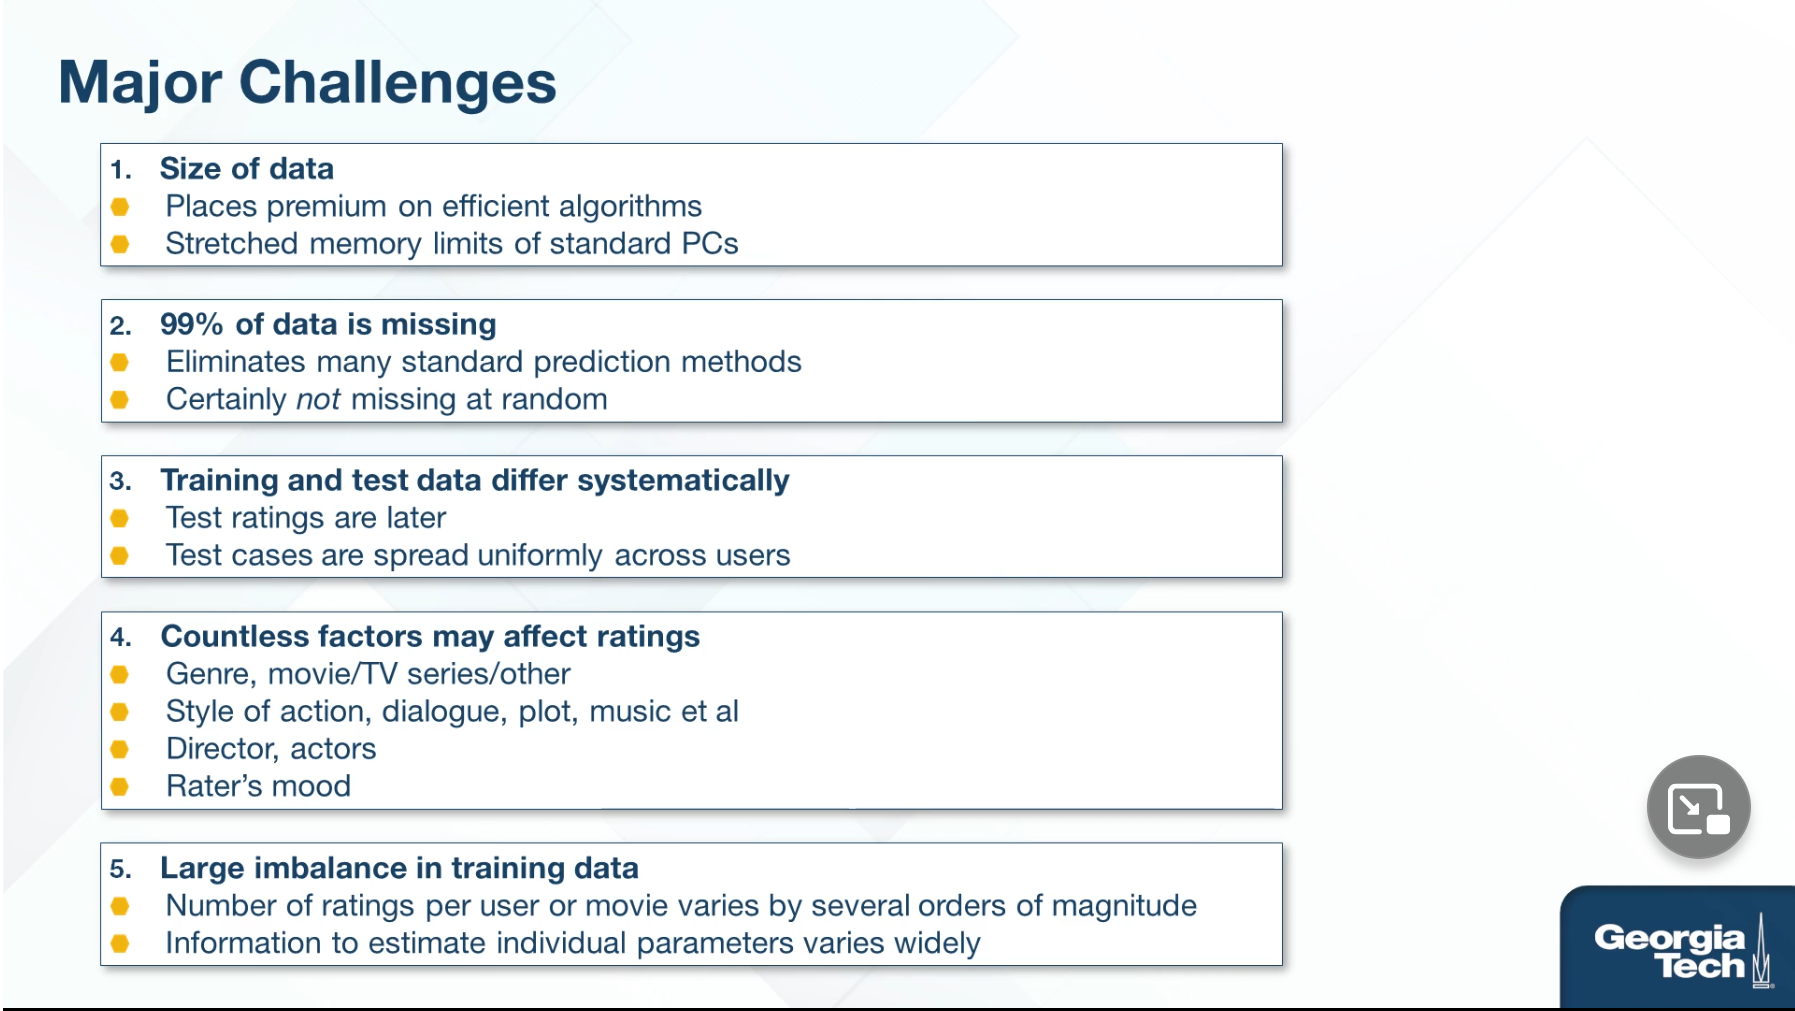 Major Challenges
1. Size of data
Places premium on efficient algorithms
Stretched memory limits of standard PCs
2. 99% of data is missing
Eliminates many standard prediction methods
Certainly not missing at random
3. Training and test data differ systematically
Test ratings are later
Test cases are spread uniformly across users
4. Countless factors may affect ratings
Genre, movie/TV series/other
Style of action, dialogue, plot, music et al
Director, actors
Rater’s mood
5. Large imbalance in training data
Number of ratings per user or movie varies by several orders of magnitude
Information to estimate individual parameters varies widely
Georgia
Tech